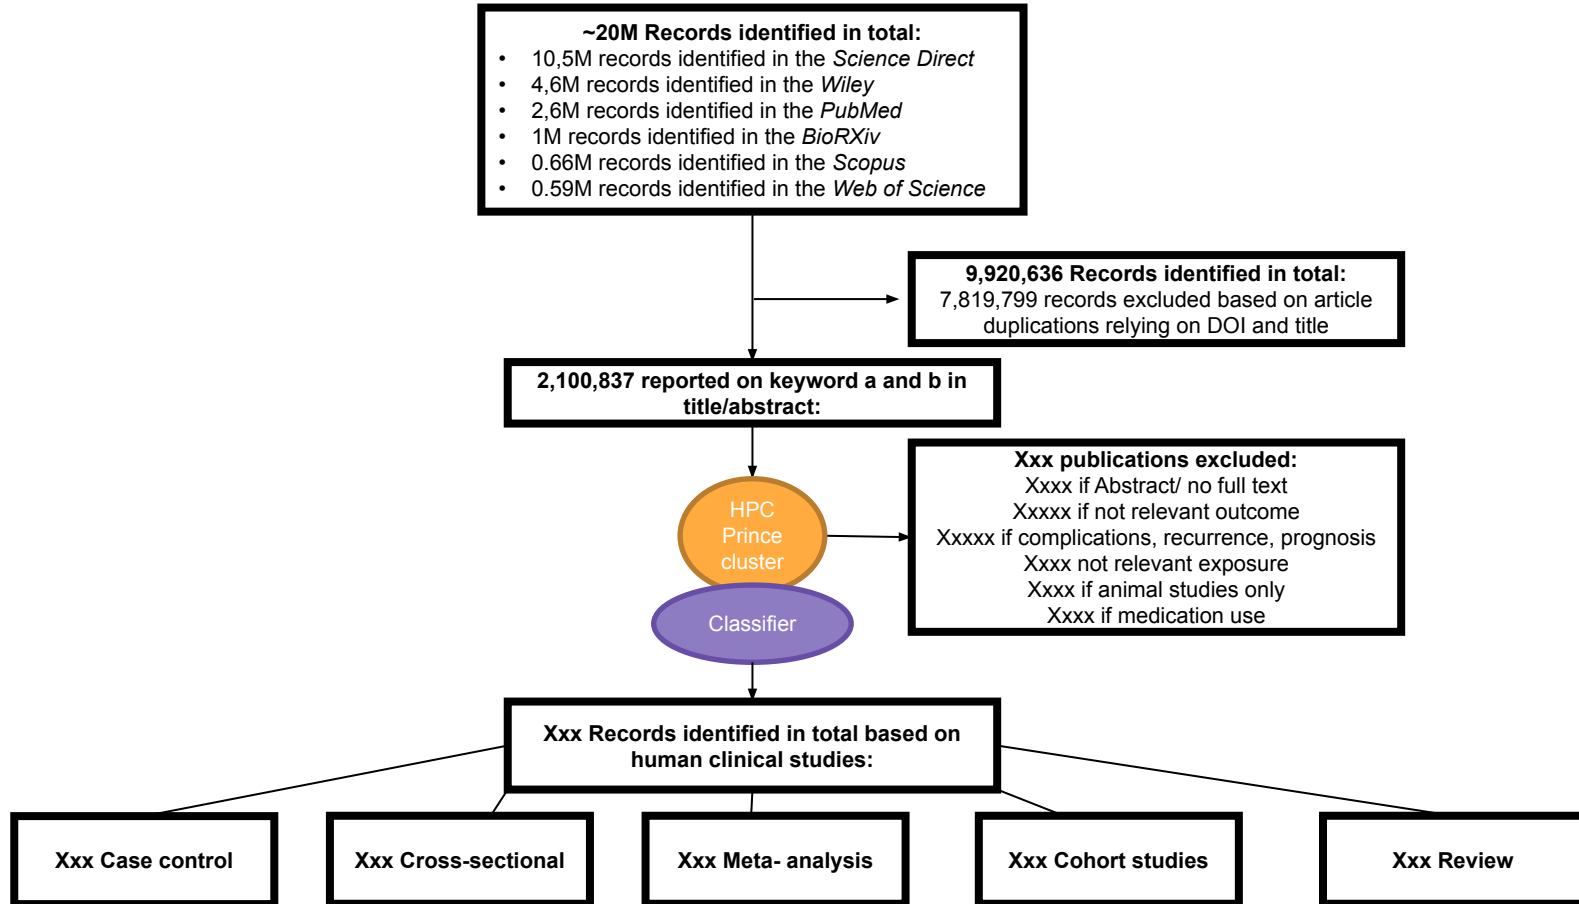 ~20M Records identified in total:
• 10,5M records identified in the Science Direct
• 4,6M records identified in the Wiley
• 2,6M records identified in the PubMed
• 1M records identified in the BioRXiv
• 0.66M records identified in the Scopus
• 0.59M records identified in the Web of Science
9,920,636 Records identified in total:
7,819,799 records excluded based on article
duplications relying on DOI and title
2,100,837 reported on keyword a and b in
title/abstract:
Xxx publications excluded:
Xxxx if Abstract/ no full text
Xxxxx if not relevant outcome
Xxxxx if complications, recurrence, prognosis
Xxxx not relevant exposure
Xxxx if animal studies only
Xxxx if medication use
HPC
Prince
cluster
Classifier
Xxx Records identified in total based on
human clinical studies:
Xxx Case control
Xxx Cross-sectional
Xxx Meta- analysis
Xxx Cohort studies
Xxx Review